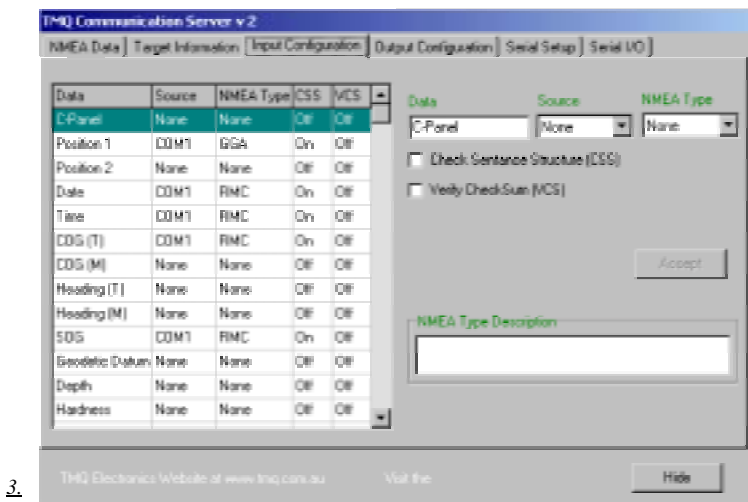 TMQ Communication Server v 2
NMEA Data Target Information Input Configuration Output Configuration Serial Setup Serial I/O
Data Source NMEA Type CSS VCS
C-Panel None None Off Off
Position 1 COM1 GGA On Off
Position 2 None None Off Off
Date COM1 RMC On Off
Time COM1 RMC On Off
COG (T) COM1 RMC On Off
COG (M) None None Off Off
Heading (T) None None Off Off
Heading (M) None None Off Off
SOG COM1 RMC On Off
Geodetic Datum None None Off Off
Depth None None Off Off
Hardness None None Off Off
Data Source NMEA Type
C-Panel None None
Check Sentance Structure (CSS)
Verify CheckSum (VCS)
Accept
NMEA Type Description
3.
TMQ Electronics Website at www.tmq.com.au Visit the
Hide